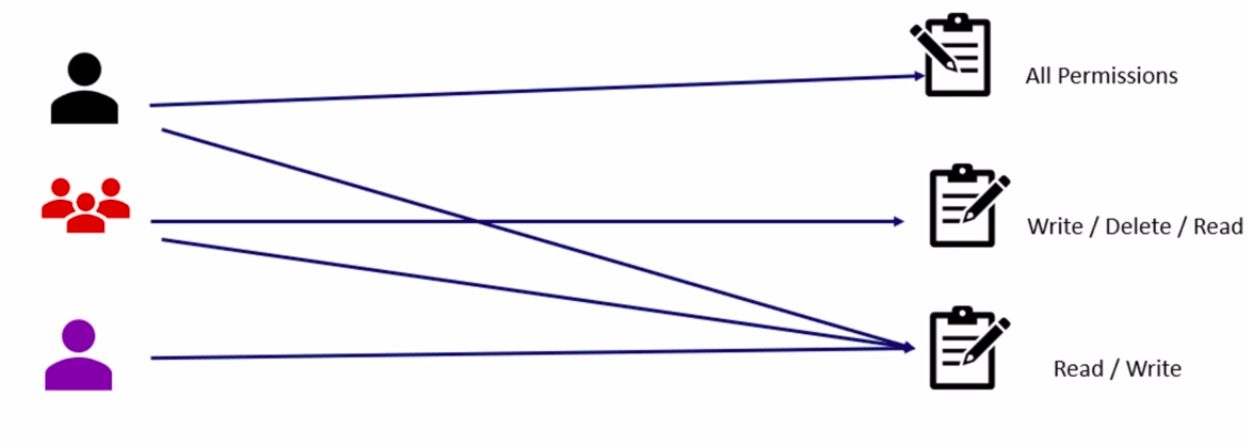 All Permissions
Write / Delete / Read
Read / Write